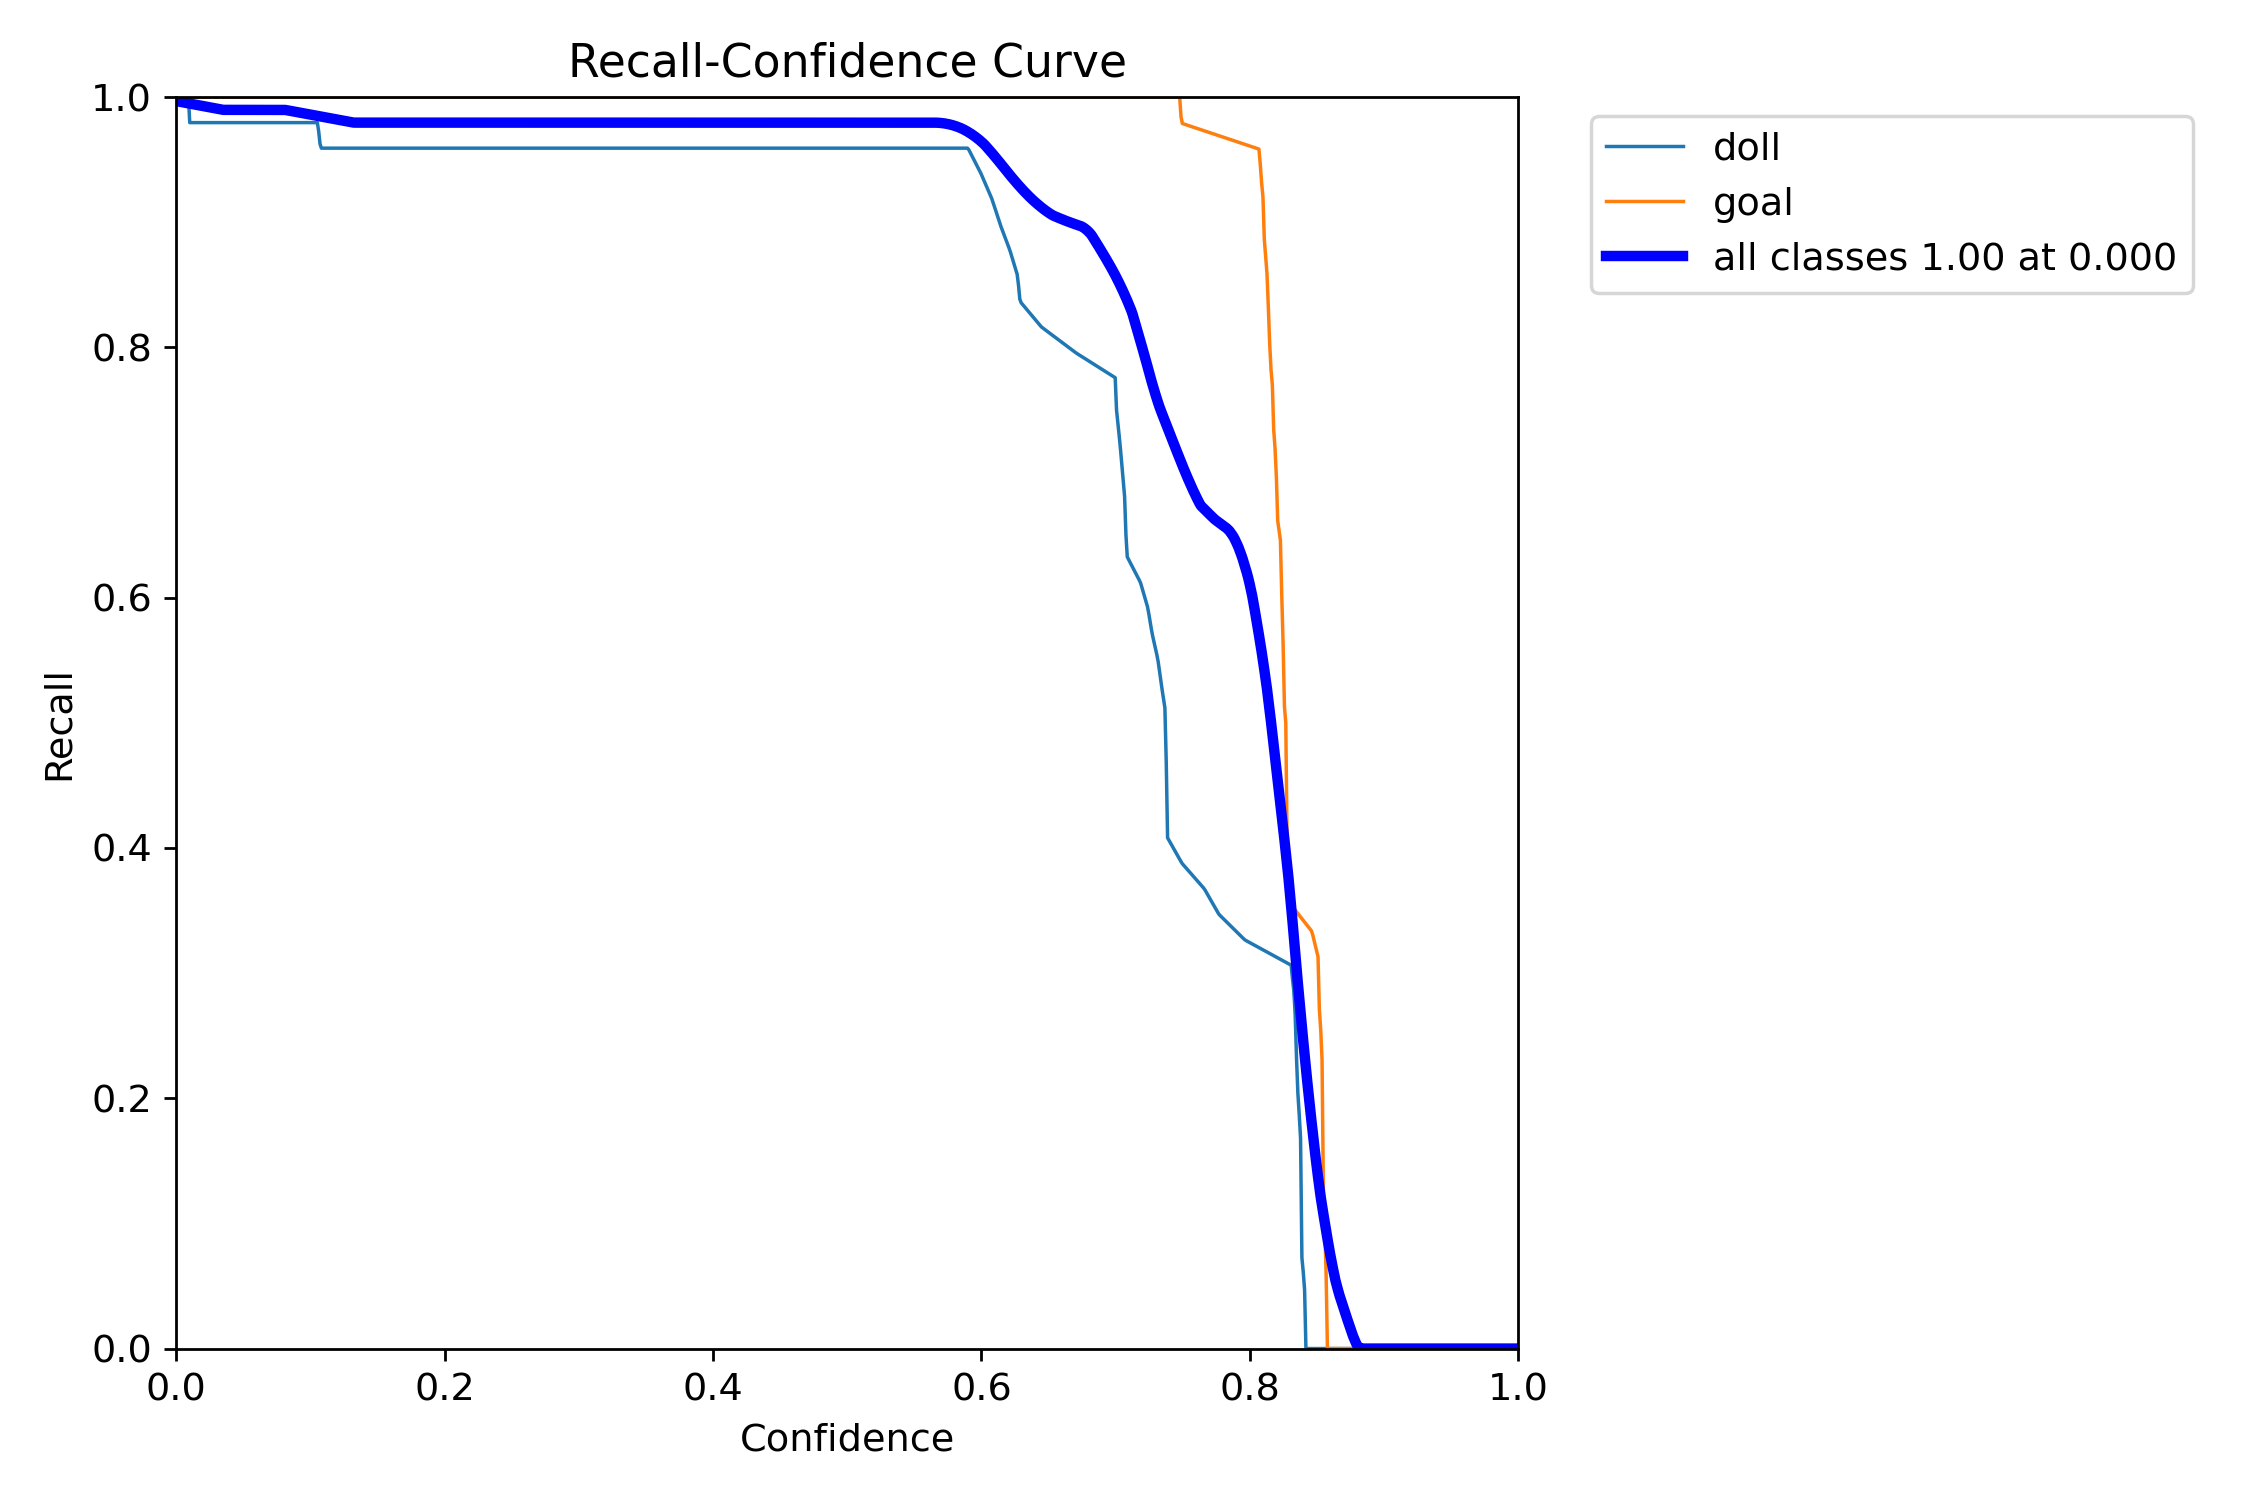 Recall-Confidence Curve
1.0
0.8
0.6
0.4
0.2
0.0
Recall
0.0 0.2 0.4 0.6 0.8 1.0
Confidence
doll
goal
all classes 1.00 at 0.000